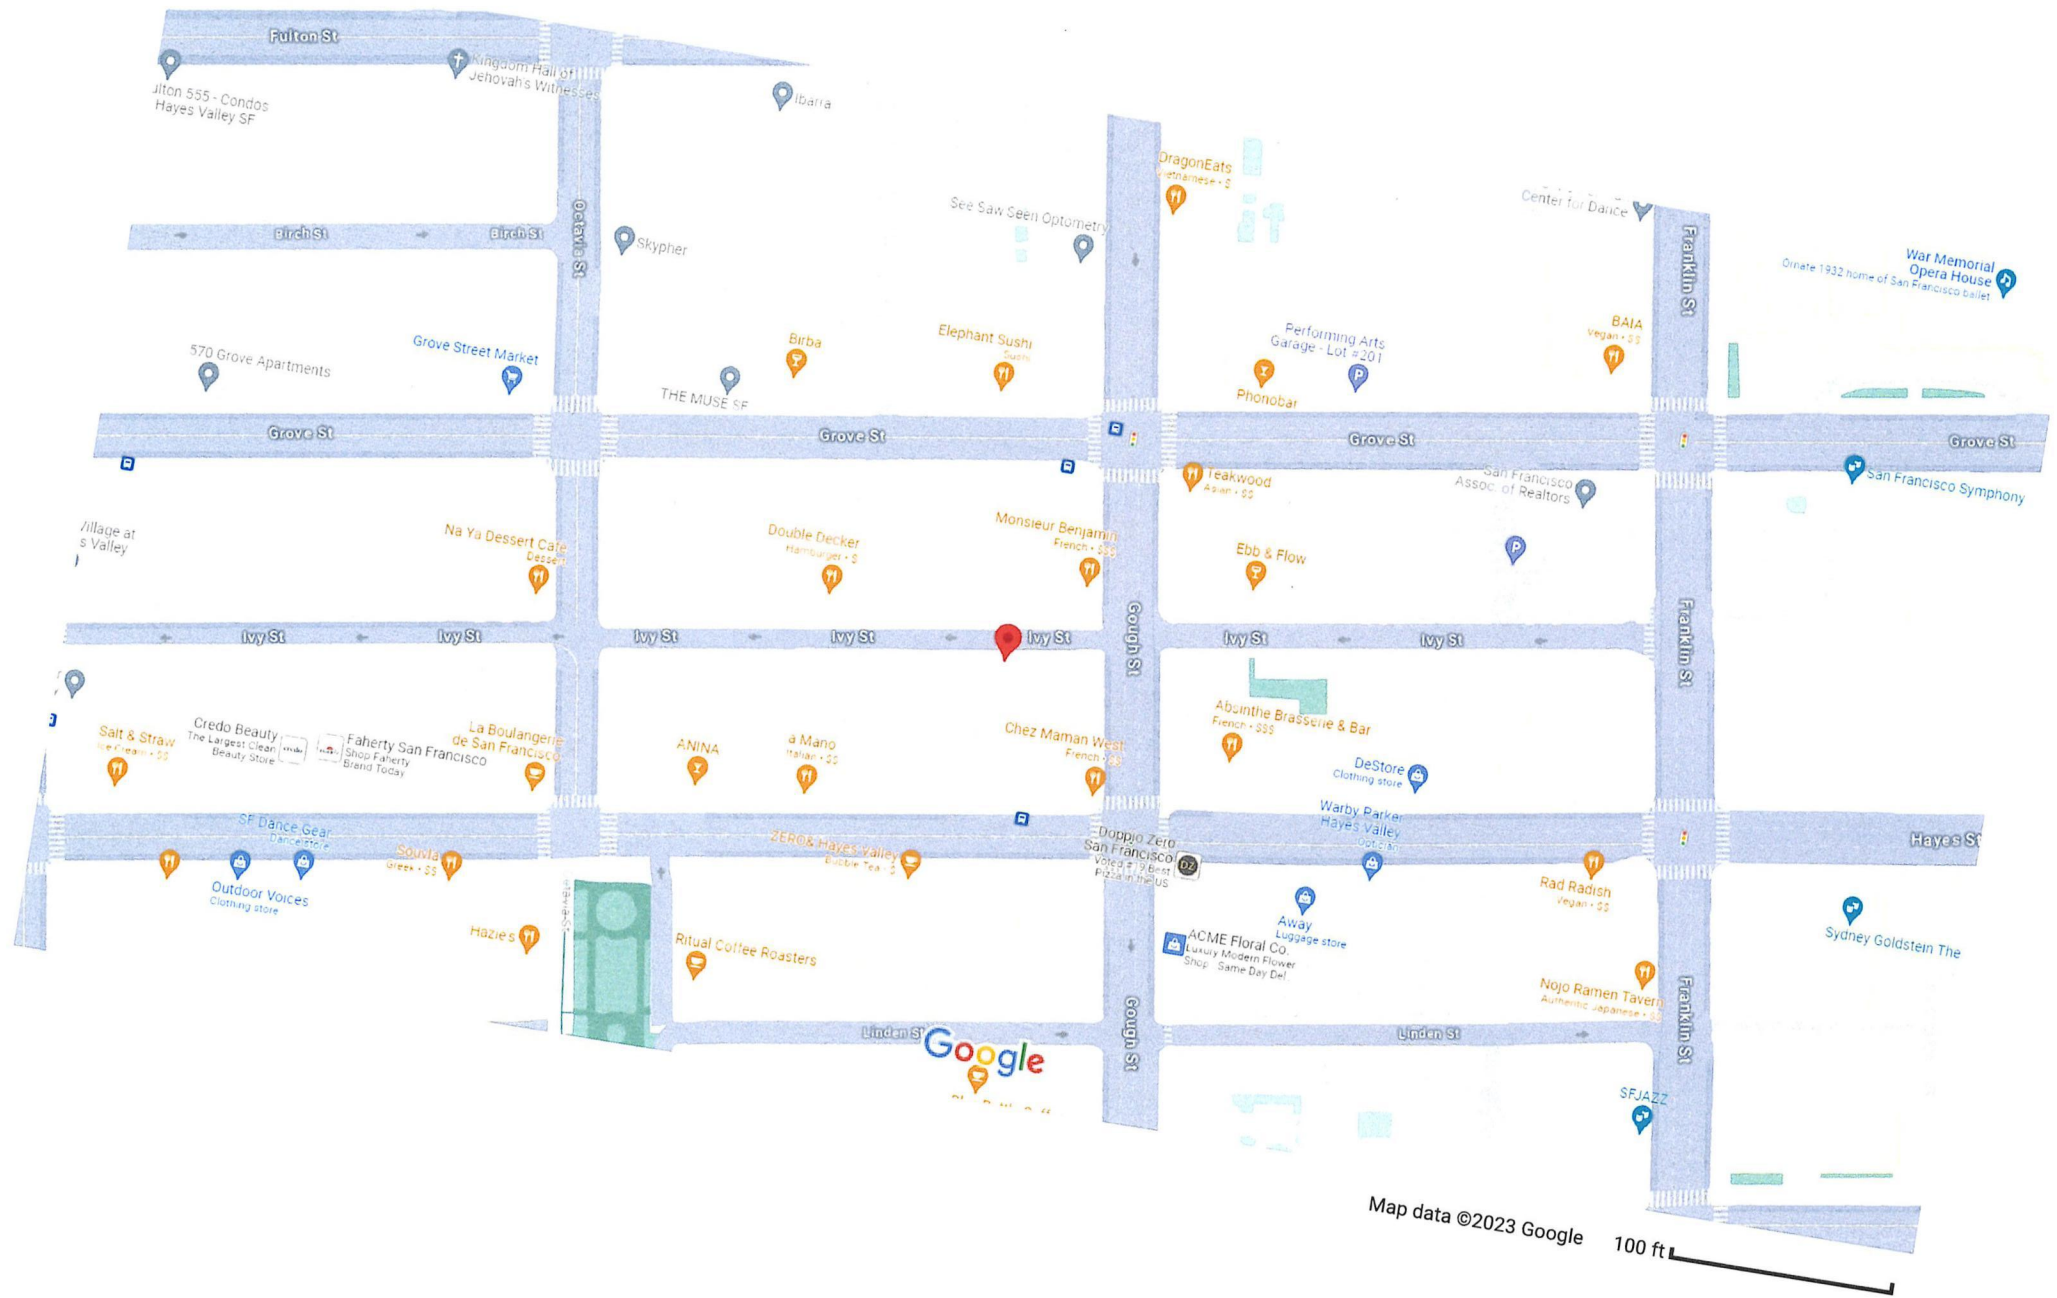 Fulton St
Kingdom Hall of
Jehovah's Witnesses
ulton 555 - Condos
Hayes Valley SF
Ibarra
DragonEats
Vietnamese • $
Octavia St
See Saw Seen Optometry
Center for Dance
Birch St
Birch St
Skypher
Franklin St
War Memorial
Opera House
Ornate 1932 home of San Francisco ballet
570 Grove Apartments
Grove Street Market
Birba
Elephant Sushi
Sushi
Performing Arts
Garage - Lot #201
BAIA
Vegan • $$
THE MUSE SF
Phonobar
Grove St
Grove St
Grove St
Grove St
Teakwood
Asian • $$
San Francisco
Assoc. of Realtors
San Francisco Symphony
Village at
s Valley
Na Ya Dessert Cafe
Dessert
Double Decker
Hamburger • $
Monsieur Benjamin
French • $$$
Ebb & Flow
Ivy St
Ivy St
Ivy St
Ivy St
Ivy St
Gough St
Ivy St
Ivy St
Franklin St
Salt & Straw
Ice Cream • $$
Credo Beauty
The Largest Clean
Beauty Store
Faherty San Francisco
Shop Faherty
Brand Today
La Boulangerie
de San Francisco
ANINA
a Mano
Italian • $$
Chez Maman West
French • $$
Absinthe Brasserie & Bar
French • $$$
DeStore
Clothing store
SF Dance Gear
Dance store
Souvla
Greek • $$
ZERO& Hayes Valley
Bubble Tea • $
Doppio Zero
San Francisco
Voted #19 Best
Pizza in the US
DZ
Warby Parker
Hayes Valley
Optician
Hayes St
Outdoor Voices
Clothing store
Rad Radish
Vegan • $$
Away
Luggage store
Hazie's
Ritual Coffee Roasters
ACME Floral Co.
Luxury Modern Flower
Shop Same Day Del
Sydney Goldstein The
Nojo Ramen Tavern
Authentic Japanese • $$
Linden St
Gough St
Linden St
Franklin St
Google
SFJAZZ
Map data ©2023 Google
100 ft